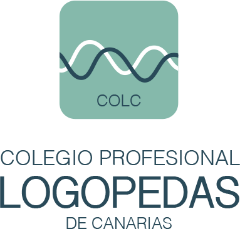 COLC
COLEGIO PROFESIONAL
LOGOPEDAS
DE CANARIAS